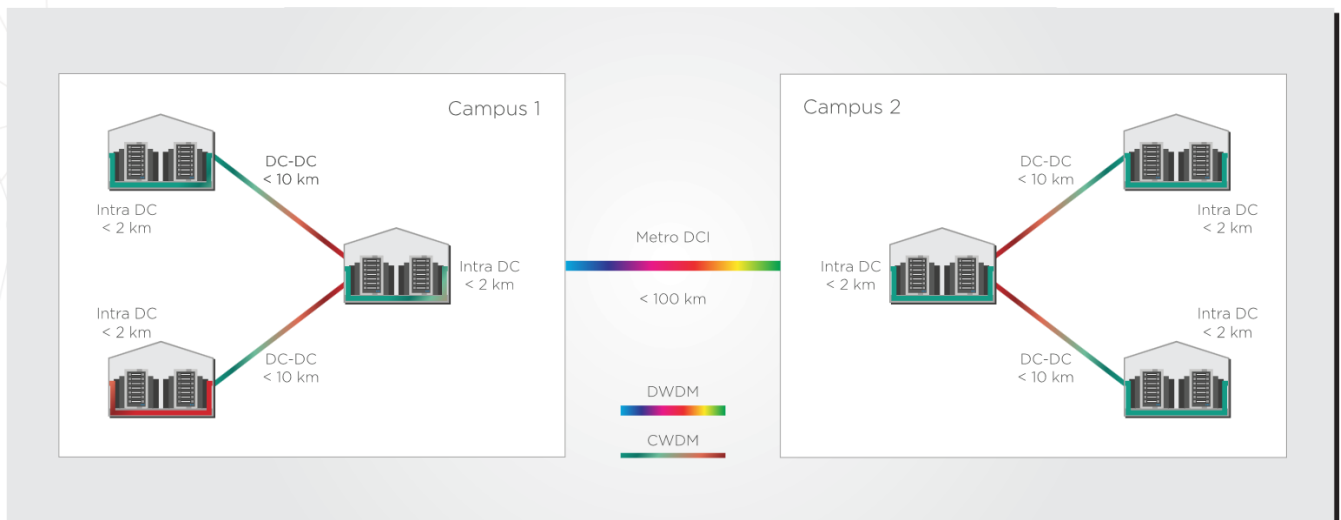 Campus 1
DC-DC
< 10 km
Intra DC
< 2 km
Intra DC
< 2 km
Intra DC
< 2 km
DC-DC
< 10 km
Metro DCI
< 100 km
DWDM
CWDM
Campus 2
DC-DC
< 10 km
Intra DC
< 2 km
Intra DC
< 2 km
Intra DC
< 2 km
DC-DC
< 10 km